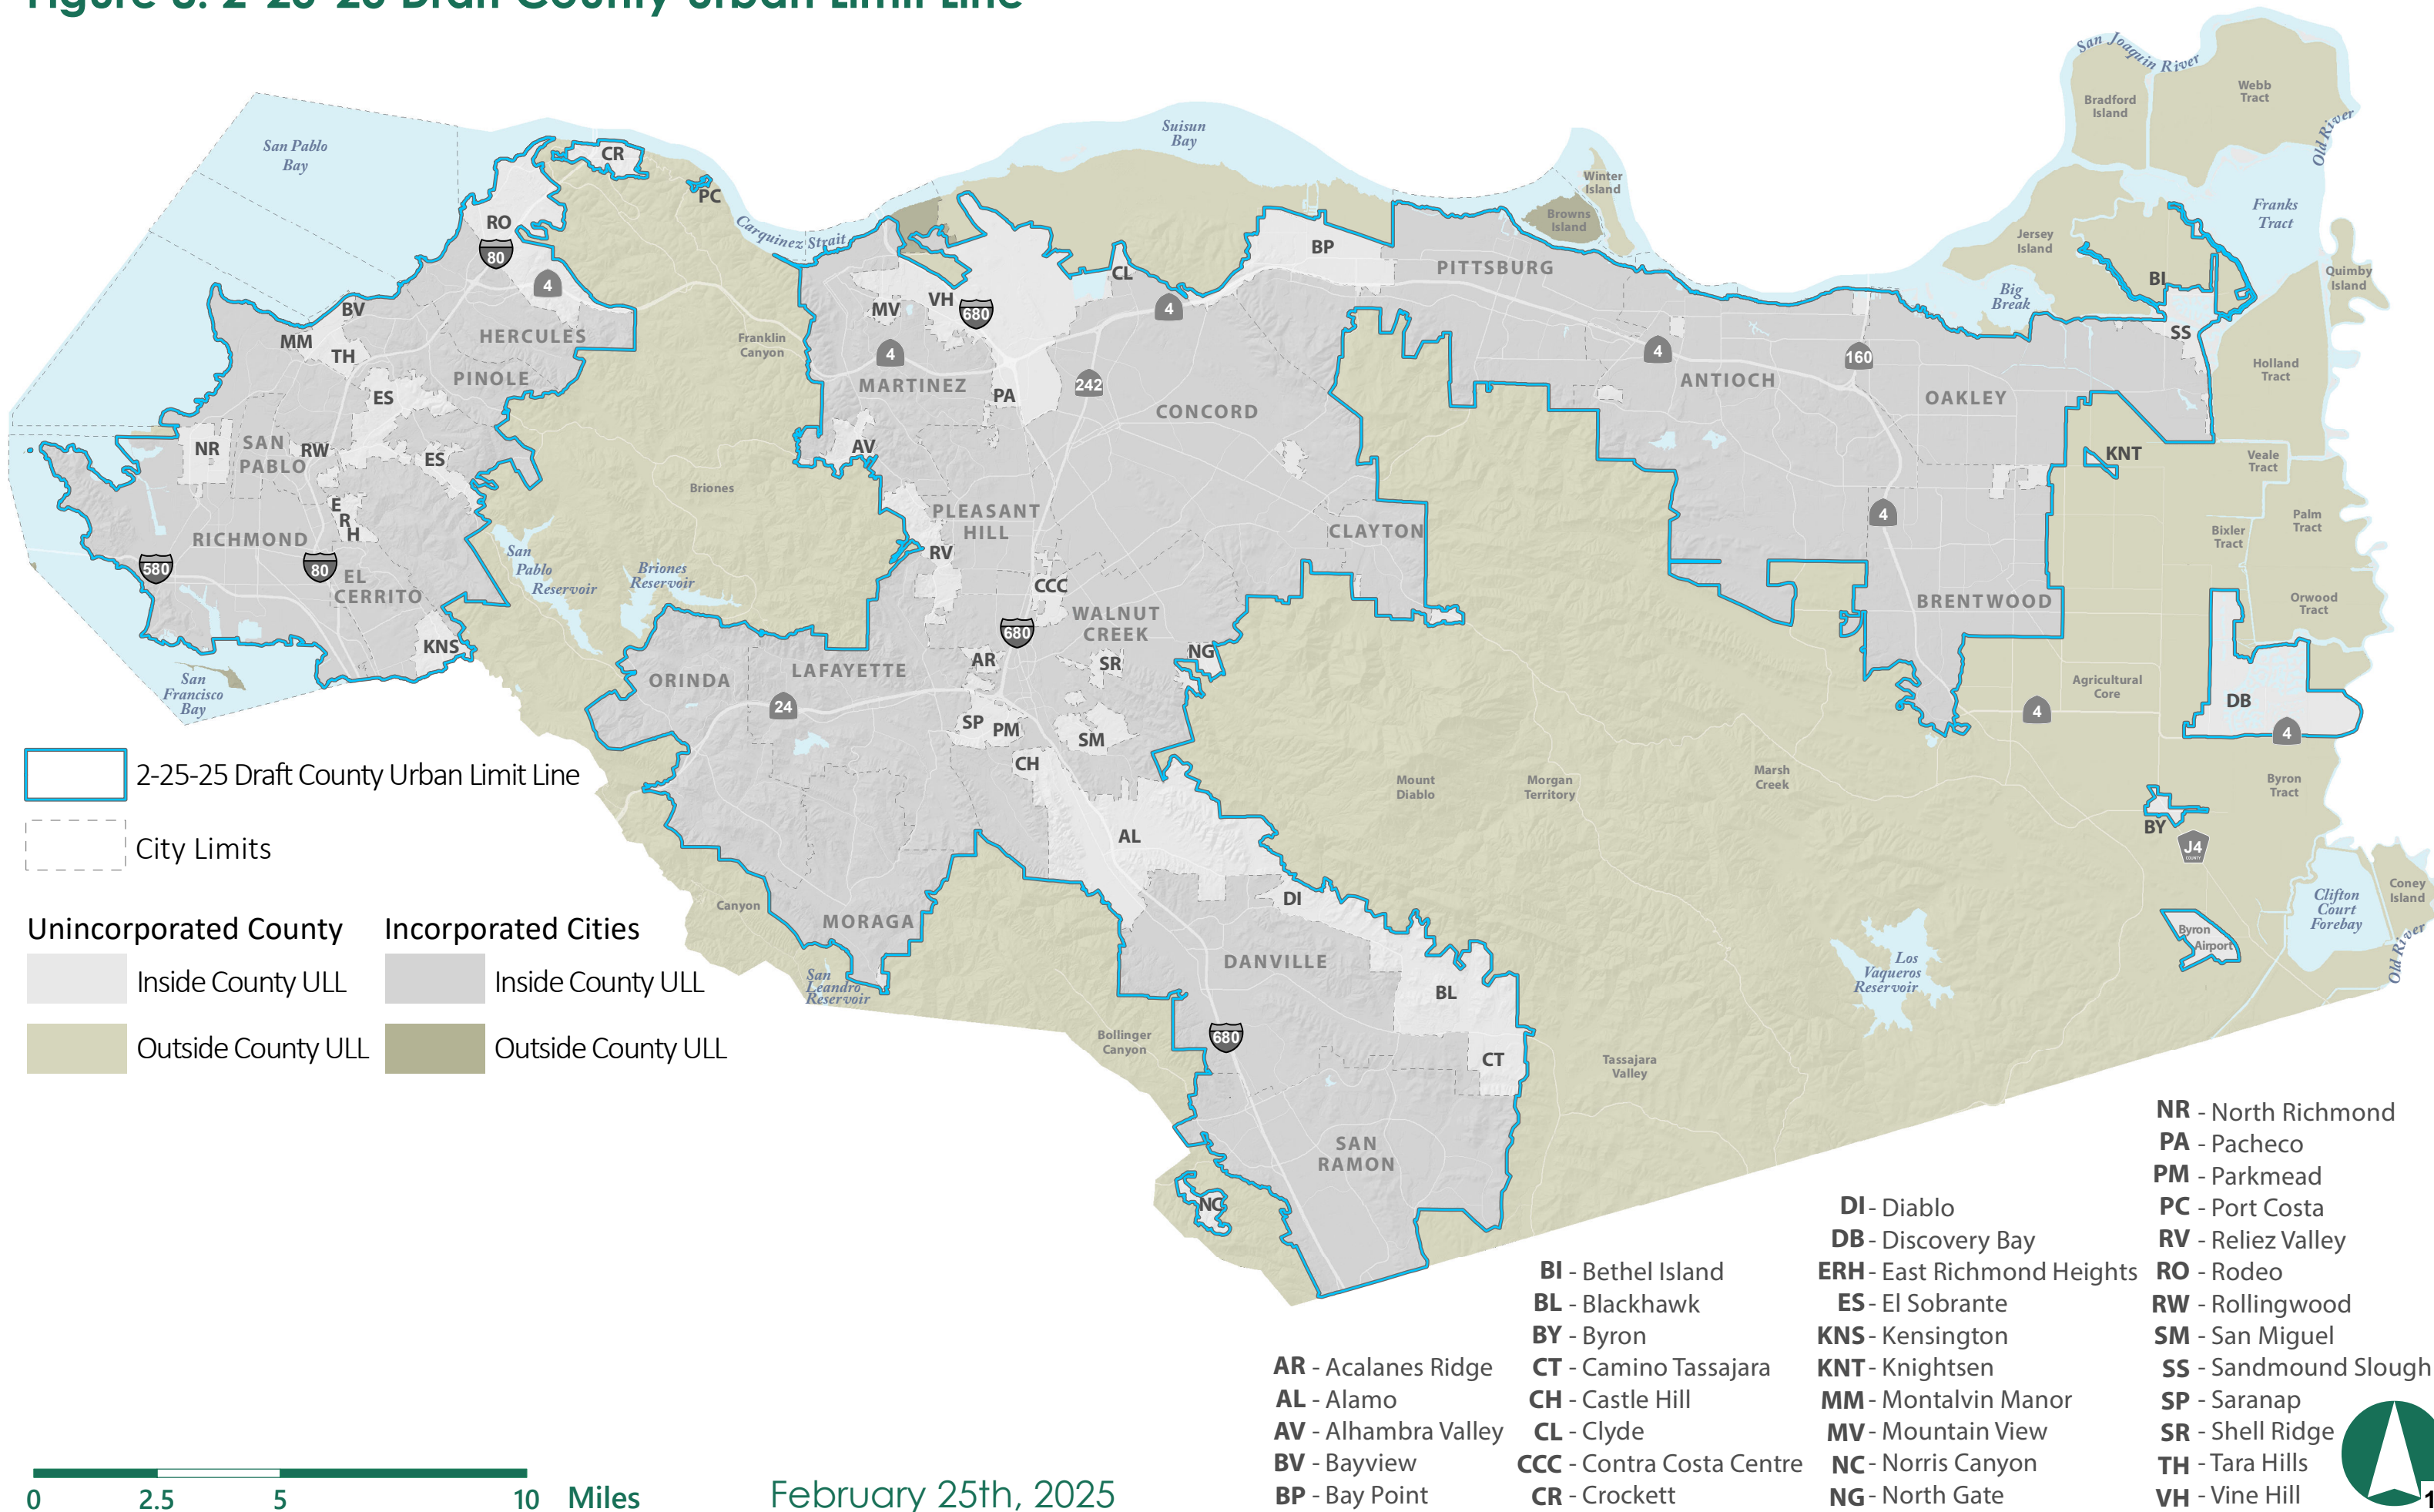 Figure 3: 2-25-25 Draft County Urban Limit Line
San Joaquin River
Bradford
Island
Webb
Tract
Old River
San Pablo
Bay
CR
PC
Suisun
Bay
Winter
Island
Browns
Island
Franks
Tract
RO
80
Carquinez Strait
BP
PITTSBURG
Jersey
Island
BI
Quimby
Island
4
CL
MV
VH
680
4
Big
Break
BV
MM
TH
HERCULES
Franklin
Canyon
4
SS
PINOLE
MARTINEZ
4
ANTIOCH
160
Holland
Tract
ES
PA
242
CONCORD
OAKLEY
NR
SAN
PABLO
RW
ES
AV
KNT
Veale
Tract
Briones
E
R
H
RICHMOND
PLEASANT
HILL
CLAYTON
4
Bixler
Tract
Palm
Tract
580
80
EL
CERRITO
San
Pablo
Reservoir
Briones
Reservoir
RV
CCC
BRENTWOOD
Orwood
Tract
WALNUT
CREEK
680
KNS
ORINDA
LAFAYETTE
AR
SR
NG
San
Francisco
Bay
24
SP
PM
SM
Agricultural
Core
4
DB
4
CH
Mount
Diablo
Morgan
Territory
Marsh
Creek
Byron
Tract
2-25-25 Draft County Urban Limit Line
City Limits
AL
BY
J4
COUNTY
Canyon
MORAGA
DI
Clifton
Court
Forebay
Coney
Island
Old River
Byron
Airport
Unincorporated County
Incorporated Cities
Inside County ULL
Inside County ULL
Outside County ULL
Outside County ULL
San
Leandro
Reservoir
DANVILLE
BL
Los
Vaqueros
Reservoir
Bollinger
Canyon
680
CT
Tassajara
Valley
SAN
RAMON
NC
AR - Acalanes Ridge
AL - Alamo
AV - Alhambra Valley
BV - Bayview
BP - Bay Point
BI - Bethel Island
BL - Blackhawk
BY - Byron
CT - Camino Tassajara
CH - Castle Hill
CL - Clyde
CCC - Contra Costa Centre
CR - Crockett
DI - Diablo
DB - Discovery Bay
ERH - East Richmond Heights
ES - El Sobrante
KNS - Kensington
KNT - Knightsen
MM - Montalvin Manor
MV - Mountain View
NC - Norris Canyon
NG - North Gate
NR - North Richmond
PA - Pacheco
PM - Parkmead
PC - Port Costa
RV - Reliez Valley
RO - Rodeo
RW - Rollingwood
SM - San Miguel
SS - Sandmound Slough
SP - Saranap
SR - Shell Ridge
TH - Tara Hills
VH - Vine Hill
0 2.5 5 10 Miles
February 25th, 2025
1